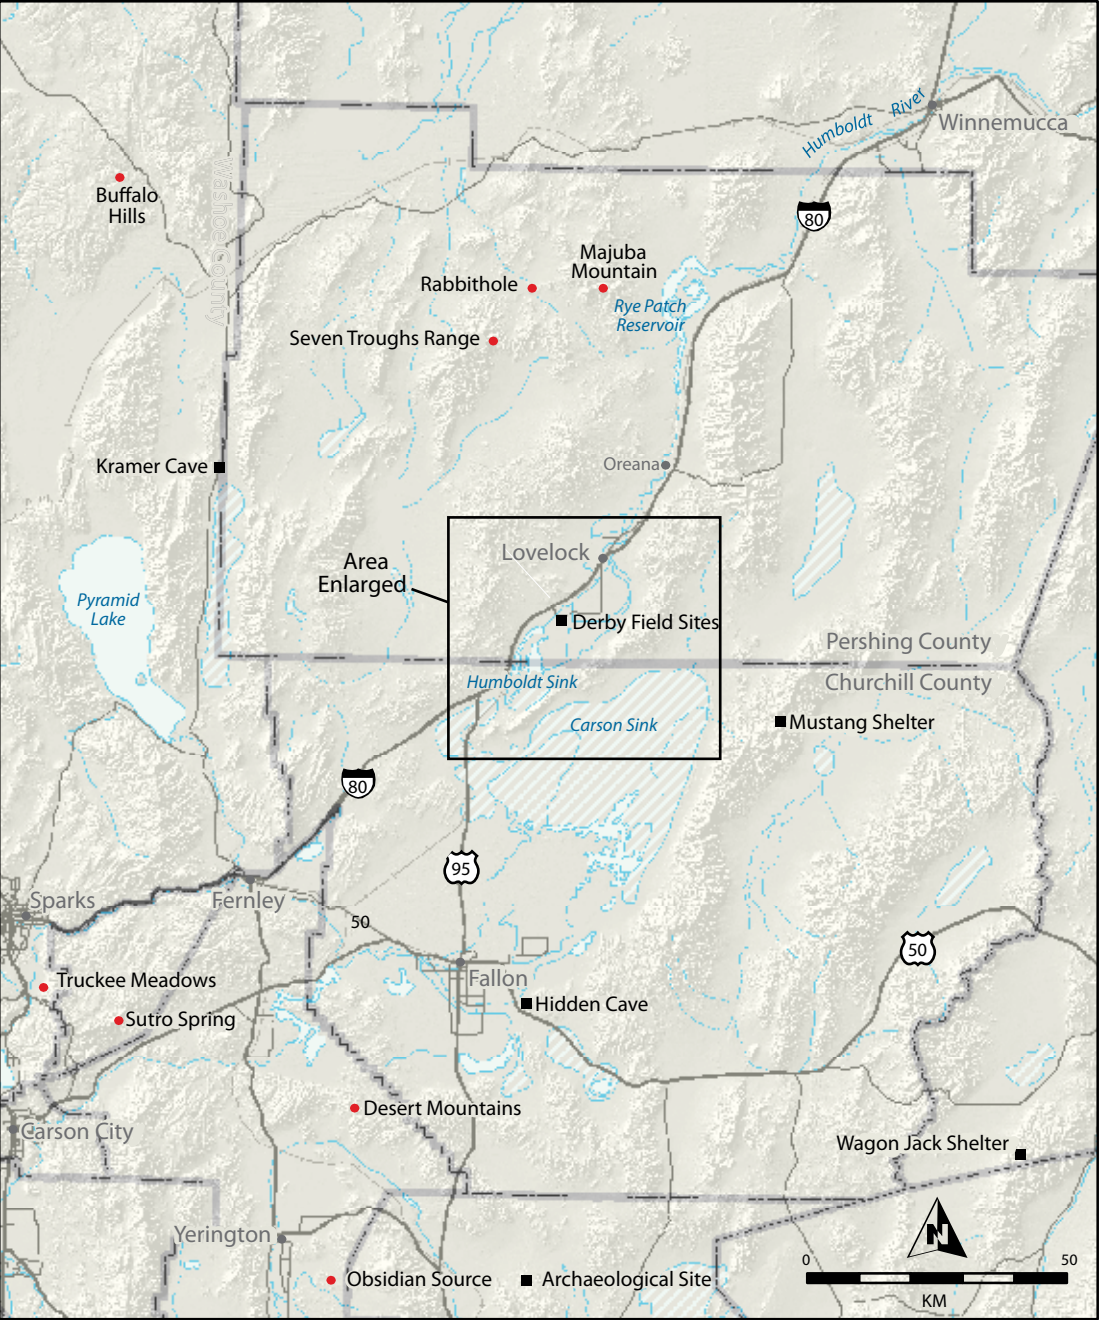 Humboldt River
Winnemucca
Buffalo
Hills
Washoe County
80
Majuba
Mountain
Rabbithole
Rye Patch
Reservoir
Seven Troughs Range
Kramer Cave
Oreana
Lovelock
Area
Enlarged
Pyramid
Lake
Derby Field Sites
Pershing County
Humboldt Sink
Churchill County
Carson Sink
Mustang Shelter
80
95
Sparks
Fernley
50
50
Truckee Meadows
Fallon
Hidden Cave
Sutro Spring
Desert Mountains
Carson City
Wagon Jack Shelter
Yerington
N
0 50
KM
Obsidian Source
Archaeological Site